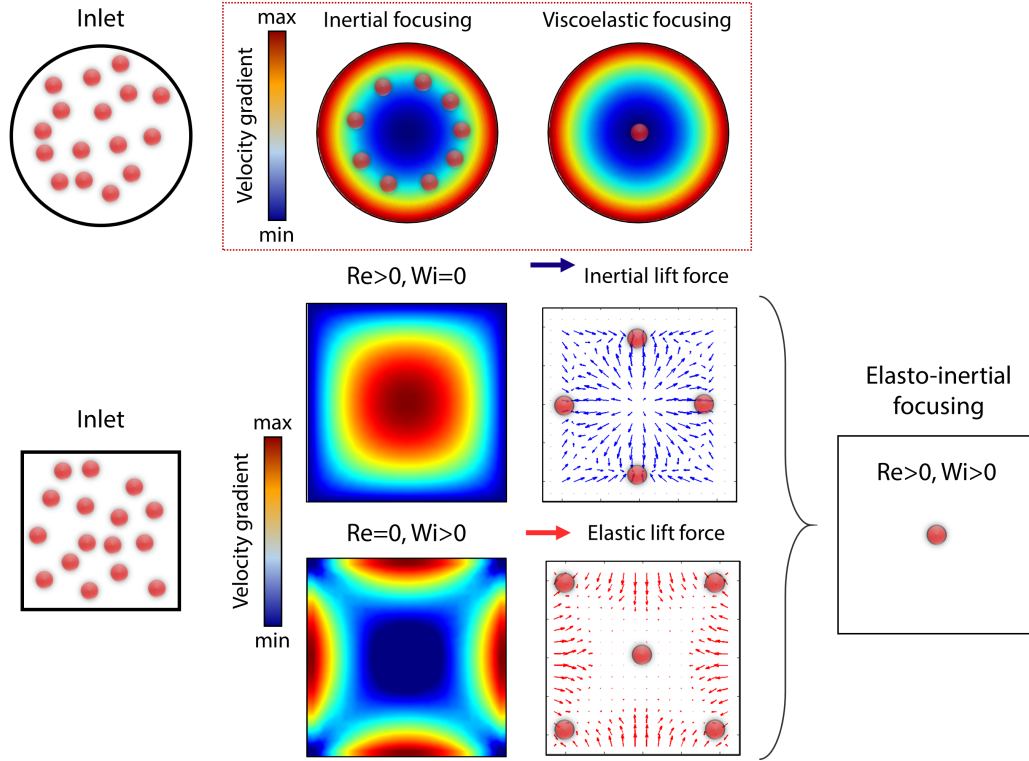 Inlet
max
Velocity gradient
min
Inertial focusing
Viscoelastic focusing
Re>0, Wi=0
Inertial lift force
Inlet
max
Velocity gradient
min
Re=0, Wi>0
Elastic lift force
Elasto-inertial
focusing
Re>0, Wi>0